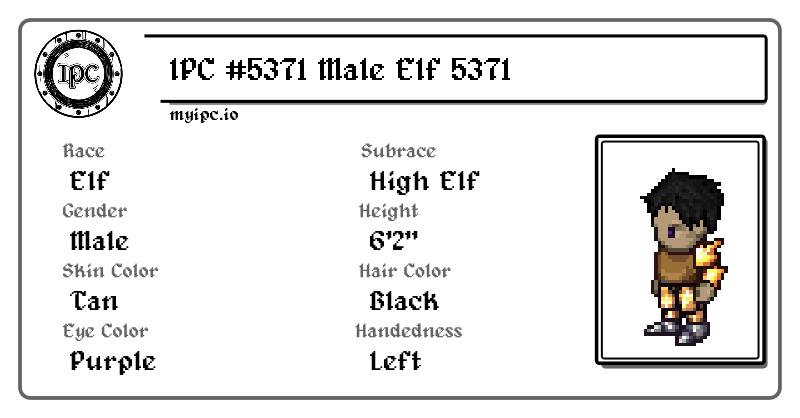 IPC
IPC #5371 Male Elf 5371
myipc.io
Race
Elf
Subrace
High Elf
Gender
Male
Height
6'2"
Skin Color
Tan
Hair Color
Black
Eye Color
Purple
Handedness
Left